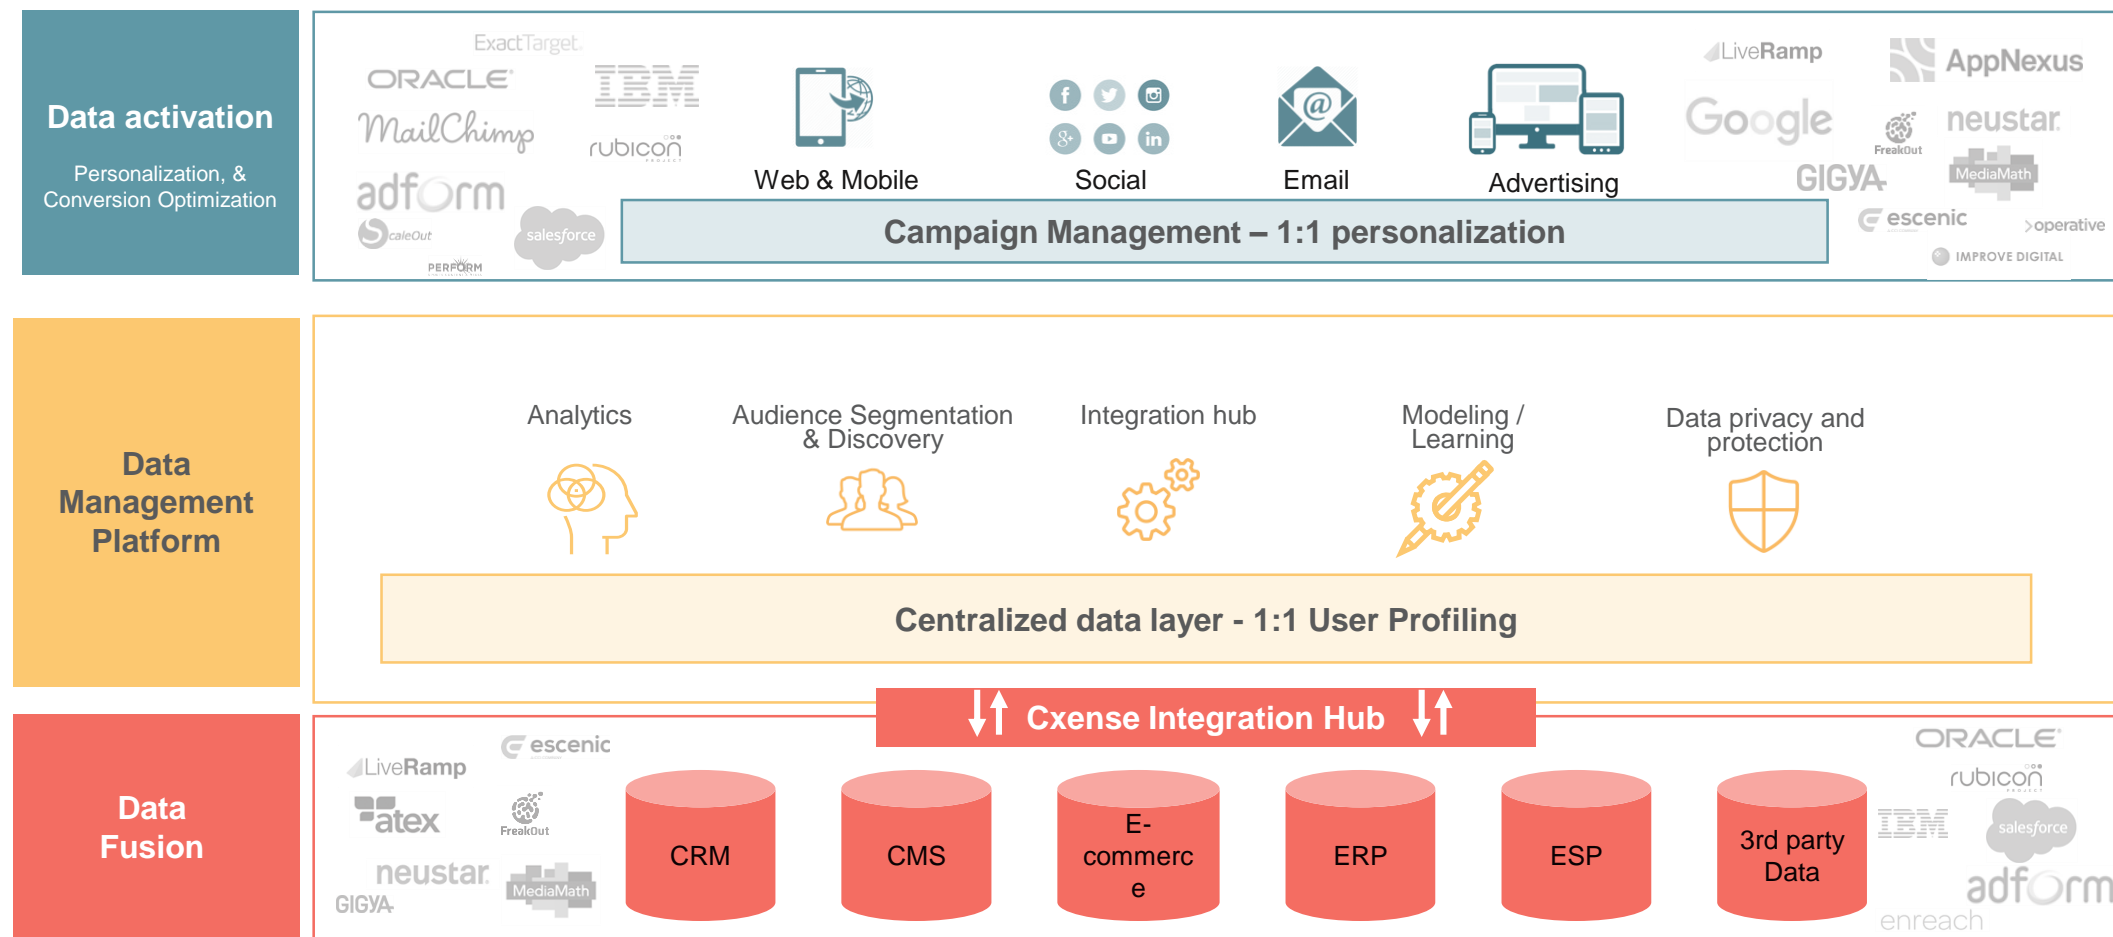 Data activation
Personalization, &
Conversion Optimization
ExactTarget.
ORACLE
IBM
MailChimp
rubicon
PROJECT
adform
ScaleOut
salesforce
PERFORM
Web & Mobile
Social
Email
Advertising
Campaign Management – 1:1 personalization
LiveRamp
AppNexus
Google
FreakOut
neustar.
GIGYA
MediaMath
escenic
>operative
IMPROVE DIGITAL
Data
Management
Platform
Analytics
Audience Segmentation
& Discovery
Integration hub
Modeling /
Learning
Data privacy and
protection
Centralized data layer - 1:1 User Profiling
Cxense Integration Hub
Data
Fusion
LiveRamp
escenic
atex
FreakOut
neustar.
GIGYA
MediaMath
CRM
CMS
E-
commerc
e
ERP
ESP
3rd party
Data
ORACLE
rubicon
PROJECT
IBM
salesforce
adform
enreach